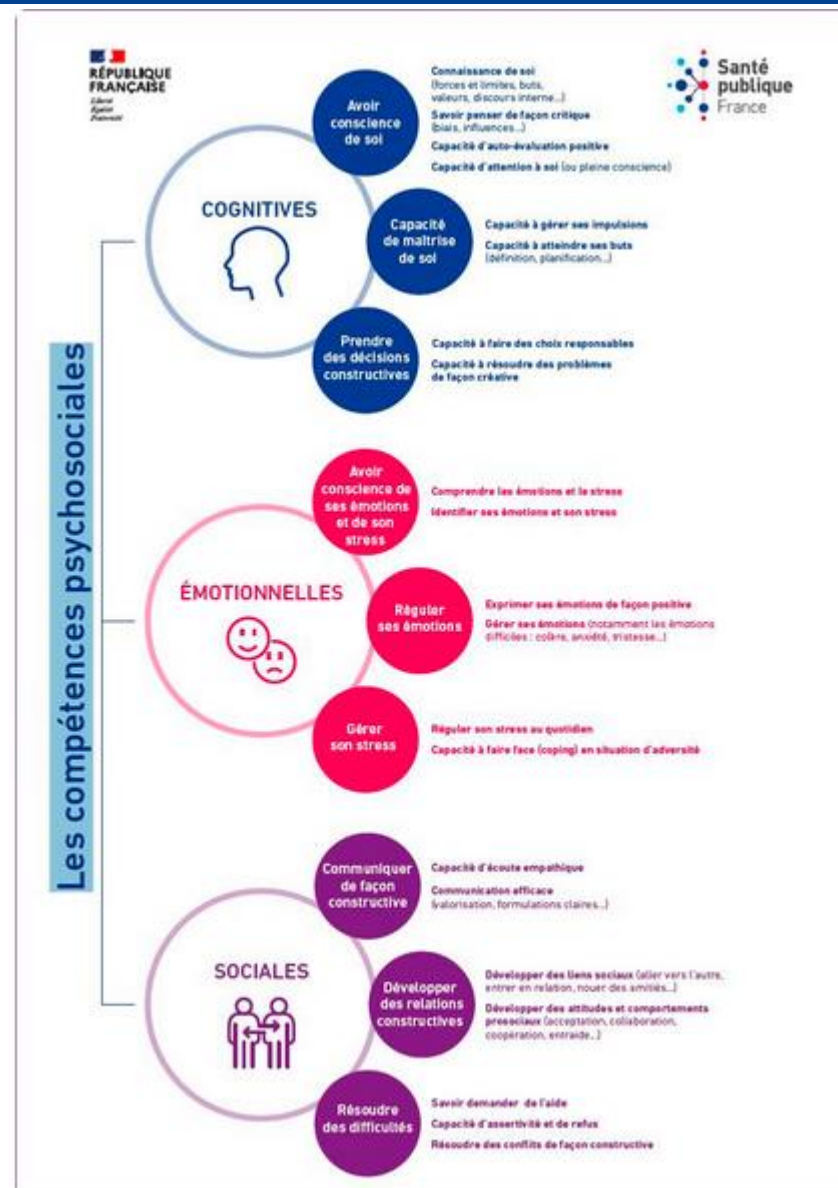 RÉPUBLIQUE
FRANÇAISE
Liberté
Égalité
Fraternité
Santé
publique
France
Les compétences psychosociales
COGNITIVES
Avoir
conscience
de soi
Connaissance de soi
(forces et limites, buts,
valeurs, discours interne...)
Savoir penser de façon critique
(biais, influences...)
Capacité d'auto-évaluation positive
Capacité d'attention à soi (ou pleine conscience)
Capacité
de maîtrise
de soi
Capacité à gérer ses impulsions
Capacité à atteindre ses buts
(définition, planification...)
Prendre
des décisions
constructives
Capacité à faire des choix responsables
Capacité à résoudre des problèmes
de façon créative
ÉMOTIONNELLES
Avoir
conscience de
ses émotions
et de son
stress
Comprendre les émotions et le stress
Identifier ses émotions et son stress
Réguler
ses émotions
Exprimer ses émotions de façon positive
Gérer ses émotions (notamment les émotions
difficiles : colère, anxiété, tristesse...)
Gérer
son stress
Réguler son stress au quotidien
Capacité à faire face (coping) en situation d'adversité
SOCIALES
Communiquer
de façon
constructive
Capacité d'écoute empathique
Communication efficace
(valorisation, formulations claires...)
Développer
des relations
constructives
Développer des liens sociaux (aller vers l'autre,
entrer en relation, nouer des amitiés...)
Développer des attitudes et comportements
prosociaux (acceptation, collaboration,
coopération, entraide...)
Résoudre
des difficultés
Savoir demander de l'aide
Capacité d'assertivité et de refus
Résoudre des conflits de façon constructive